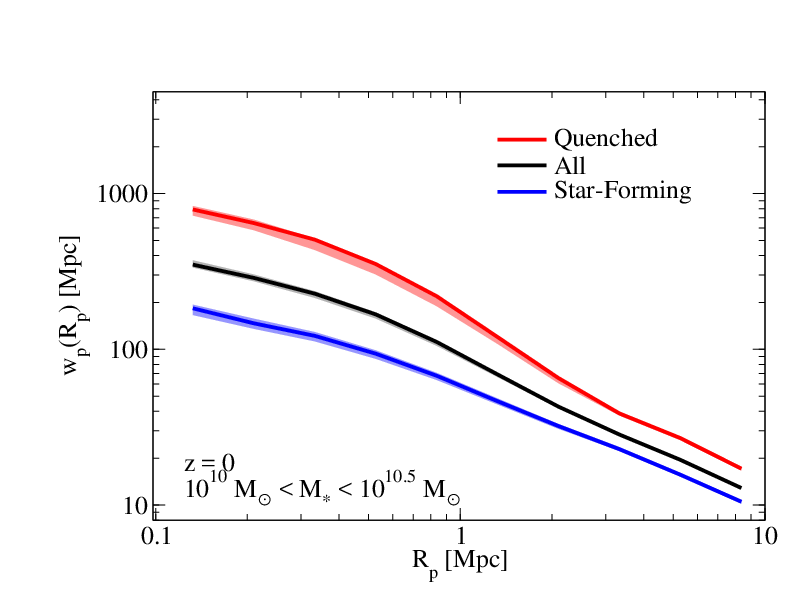 Quenched
All
Star-Forming
1000
100
10
w_p(R_p) [Mpc]
z = 0
10^10 M_⊙ < M_* < 10^10.5 M_⊙
0.1 1 10
R_p [Mpc]